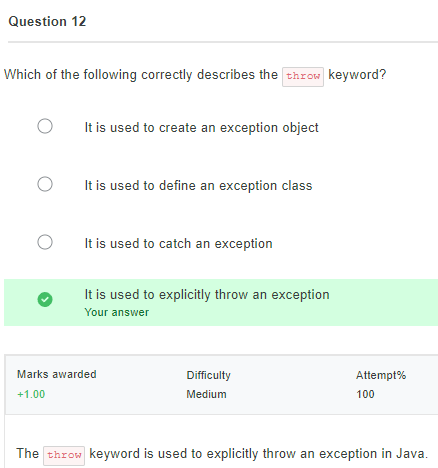 Question 12
Which of the following correctly describes the throw keyword?
It is used to create an exception object
It is used to define an exception class
It is used to catch an exception
It is used to explicitly throw an exception
Your answer
Marks awarded Difficulty Attempt%
+1.00 Medium 100
The throw keyword is used to explicitly throw an exception in Java.